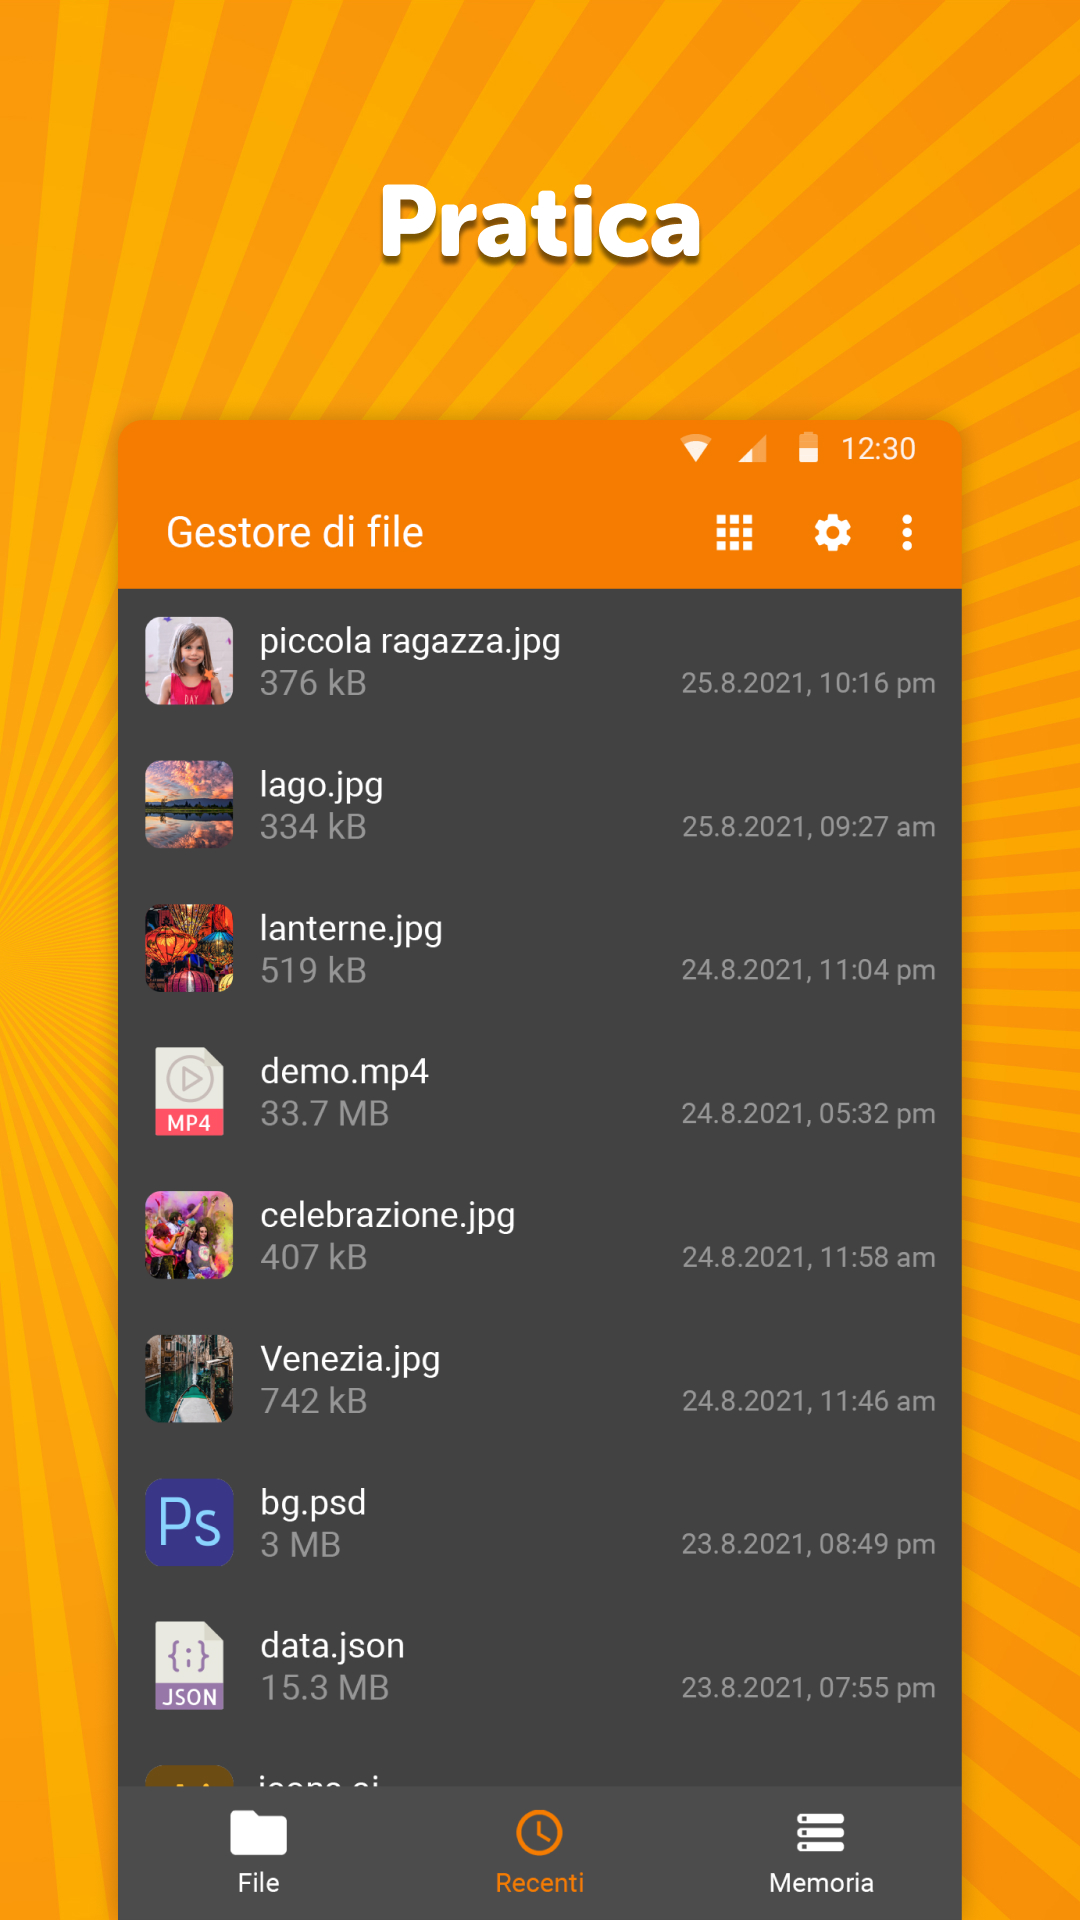 Pratica
12:30
Gestore di file
piccola ragazza.jpg
376 kB
25.8.2021, 10:16 pm
DAY
lago.jpg
334 kB
25.8.2021, 09:27 am
lanterne.jpg
519 kB
24.8.2021, 11:04 pm
MP4
demo.mp4
33.7 MB
24.8.2021, 05:32 pm
celebrazione.jpg
407 kB
24.8.2021, 11:58 am
Venezia.jpg
742 kB
24.8.2021, 11:46 am
Ps
bg.psd
3 MB
23.8.2021, 08:49 pm
{;}
JSON
data.json
15.3 MB
23.8.2021, 07:55 pm
File
Recenti
Memoria